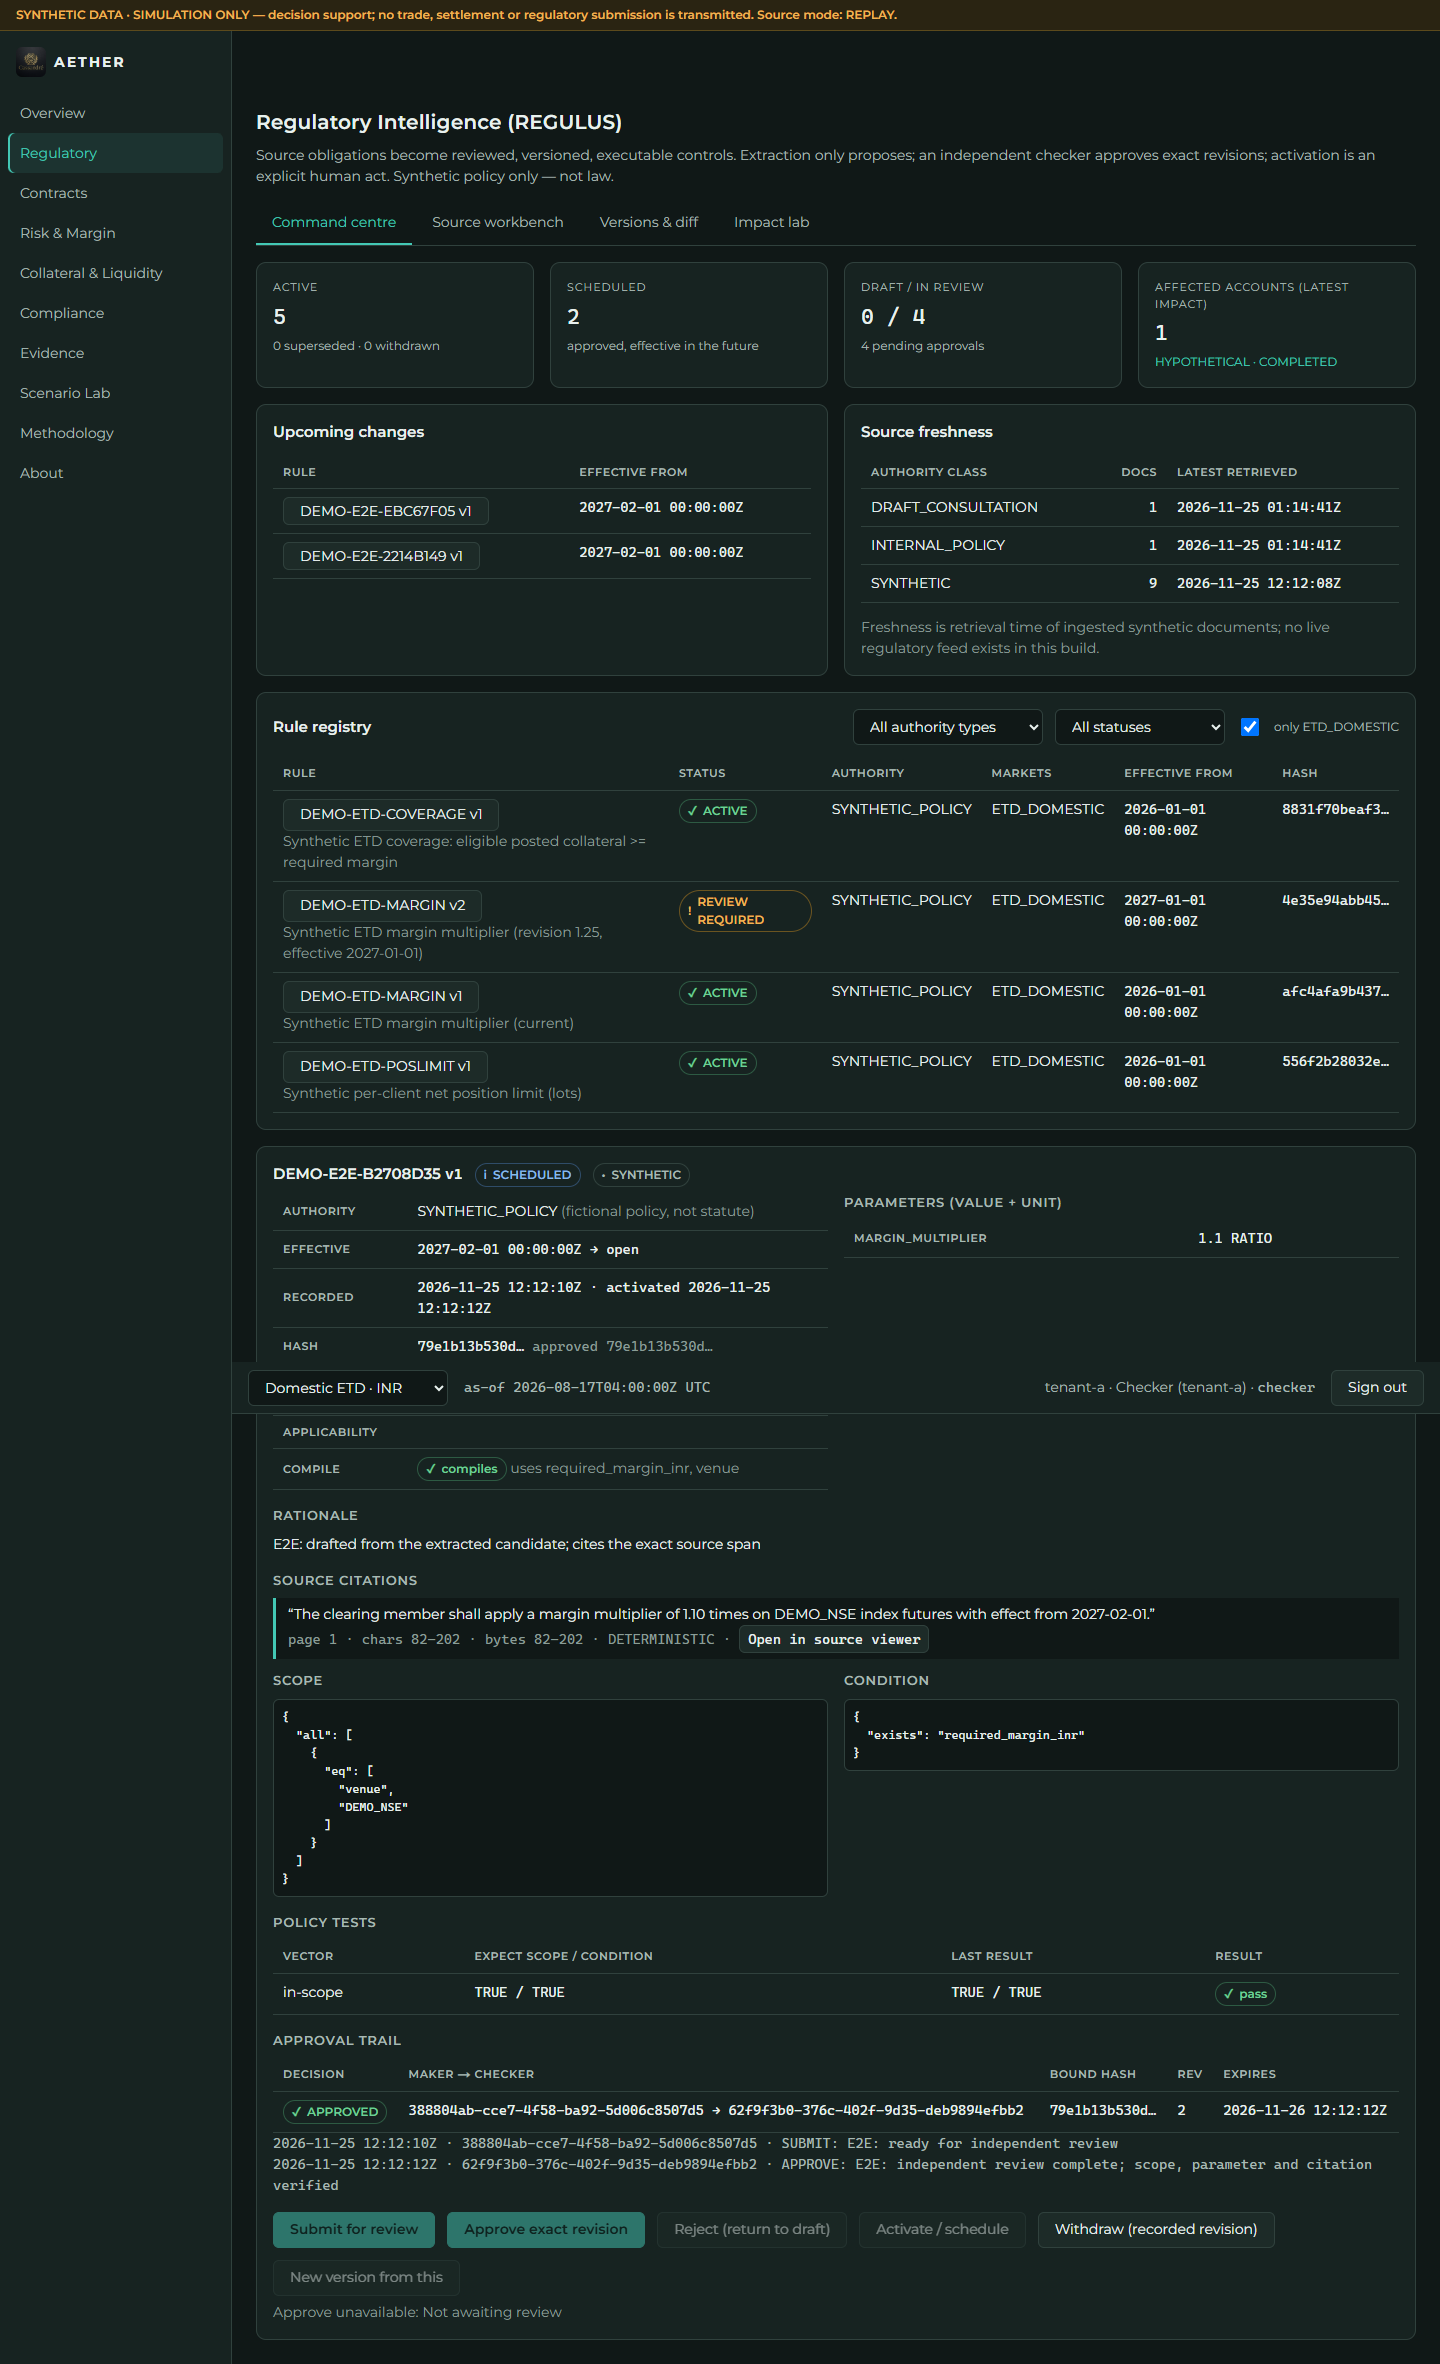 SYNTHETIC DATA · SIMULATION ONLY — decision support; no trade, settlement or regulatory submission is transmitted. Source mode: REPLAY.
AETHER
Overview
Regulatory
Contracts
Risk & Margin
Collateral & Liquidity
Compliance
Evidence
Scenario Lab
Methodology
About
Regulatory Intelligence (REGULUS)
Source obligations become reviewed, versioned, executable controls. Extraction only proposes; an independent checker approves exact revisions; activation is an
explicit human act. Synthetic policy only — not law.
Command centre Source workbench Versions & diff Impact lab
ACTIVE
5
0 superseded · 0 withdrawn
SCHEDULED
2
approved, effective in the future
DRAFT / IN REVIEW
0 / 4
4 pending approvals
AFFECTED ACCOUNTS (LATEST
IMPACT)
1
HYPOTHETICAL · COMPLETED
Upcoming changes
RULE EFFECTIVE FROM
DEMO-E2E-EBC67F05 v1 2027-02-01 00:00:00Z
DEMO-E2E-2214B149 v1 2027-02-01 00:00:00Z
Source freshness
AUTHORITY CLASS DOCS LATEST RETRIEVED
DRAFT_CONSULTATION 1 2026-11-25 01:14:41Z
INTERNAL_POLICY 1 2026-11-25 01:14:41Z
SYNTHETIC 9 2026-11-25 12:12:08Z
Freshness is retrieval time of ingested synthetic documents; no live
regulatory feed exists in this build.
Rule registry All authority types All statuses only ETD_DOMESTIC
RULE STATUS AUTHORITY MARKETS EFFECTIVE FROM HASH
DEMO-ETD-COVERAGE v1 ✓ ACTIVE SYNTHETIC_POLICY ETD_DOMESTIC 2026-01-01 8831f70beaf3…
00:00:00Z
Synthetic ETD coverage: eligible posted collateral >=
required margin
DEMO-ETD-MARGIN v2 ! REVIEW SYNTHETIC_POLICY ETD_DOMESTIC 2027-01-01 4e35e94abb45…
REQUIRED 00:00:00Z
Synthetic ETD margin multiplier (revision 1.25,
effective 2027-01-01)
DEMO-ETD-MARGIN v1 ✓ ACTIVE SYNTHETIC_POLICY ETD_DOMESTIC 2026-01-01 afc4afa9b437…
00:00:00Z
Synthetic ETD margin multiplier (current)
DEMO-ETD-POSLIMIT v1 ✓ ACTIVE SYNTHETIC_POLICY ETD_DOMESTIC 2026-01-01 556f2b28032e…
00:00:00Z
Synthetic per-client net position limit (lots)
DEMO-E2E-B2708D35 v1 i SCHEDULED • SYNTHETIC
AUTHORITY SYNTHETIC_POLICY (fictional policy, not statute)
EFFECTIVE 2027-02-01 00:00:00Z → open
RECORDED 2026-11-25 12:12:10Z · activated 2026-11-25
12:12:12Z
HASH 79e1b13b530d… approved 79e1b13b530d…
PARAMETERS (VALUE + UNIT)
MARGIN_MULTIPLIER 1.1 RATIO
Domestic ETD · INR as-of 2026-08-17T04:00:00Z UTC tenant-a · Checker (tenant-a) · checker Sign out
APPLICABILITY
COMPILE ✓ compiles uses required_margin_inr, venue
RATIONALE
E2E: drafted from the extracted candidate; cites the exact source span
SOURCE CITATIONS
“The clearing member shall apply a margin multiplier of 1.10 times on DEMO_NSE index futures with effect from 2027-02-01.”
page 1 · chars 82–202 · bytes 82–202 · DETERMINISTIC · Open in source viewer
SCOPE
{
"all": [
{
"eq": [
"venue",
"DEMO_NSE"
]
}
]
}
CONDITION
{
"exists": "required_margin_inr"
}
POLICY TESTS
VECTOR EXPECT SCOPE / CONDITION LAST RESULT RESULT
in-scope TRUE / TRUE TRUE / TRUE ✓ pass
APPROVAL TRAIL
DECISION MAKER → CHECKER BOUND HASH REV EXPIRES
✓ APPROVED 388804ab-cce7-4f58-ba92-5d006c8507d5 → 62f9f3b0-376c-402f-9d35-deb9894efbb2 79e1b13b530d… 2 2026-11-26 12:12:12Z
2026-11-25 12:12:10Z · 388804ab-cce7-4f58-ba92-5d006c8507d5 · SUBMIT: E2E: ready for independent review
2026-11-25 12:12:12Z · 62f9f3b0-376c-402f-9d35-deb9894efbb2 · APPROVE: E2E: independent review complete; scope, parameter and citation
verified
Submit for review Approve exact revision Reject (return to draft) Activate / schedule Withdraw (recorded revision)
New version from this
Approve unavailable: Not awaiting review